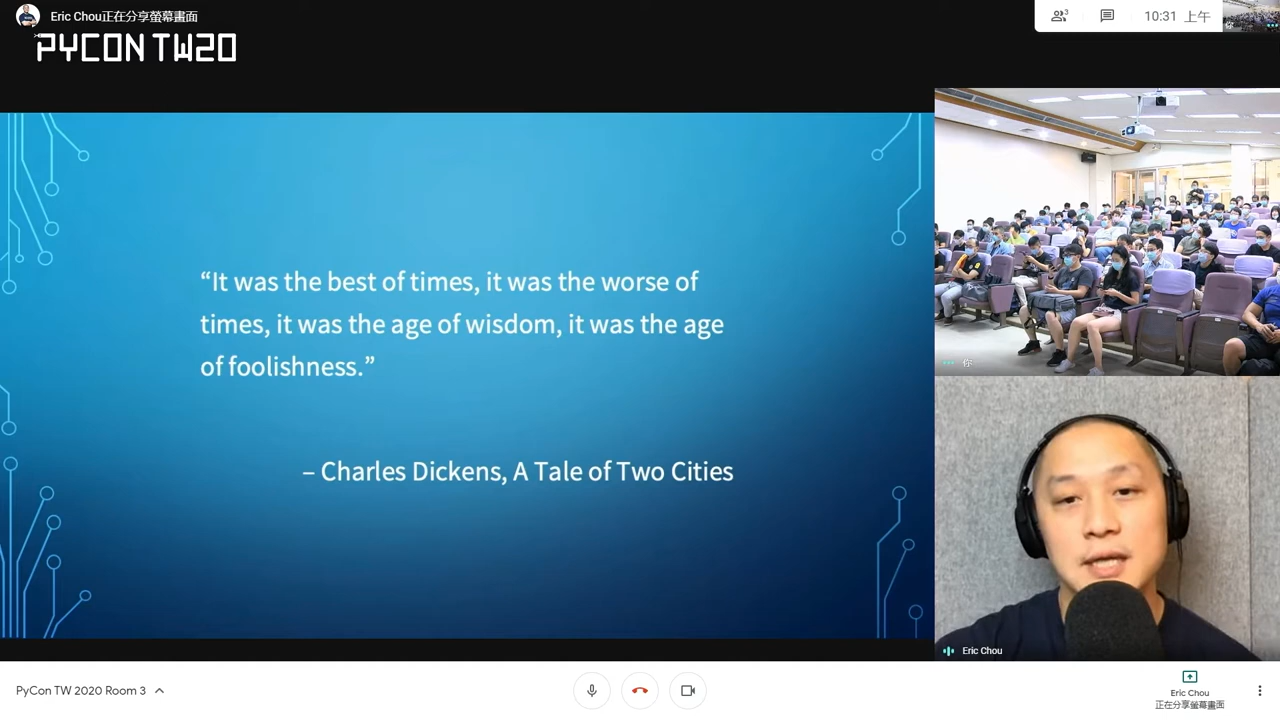 Eric Chou正在分享螢幕畫面
PYCON TW20
3
10:31 上午
你
“It was the best of times, it was the worse of
times, it was the age of wisdom, it was the age
of foolishness.”
– Charles Dickens, A Tale of Two Cities
你
Eric Chou
PyCon TW 2020 Room 3
Eric Chou
正在分享螢幕畫面